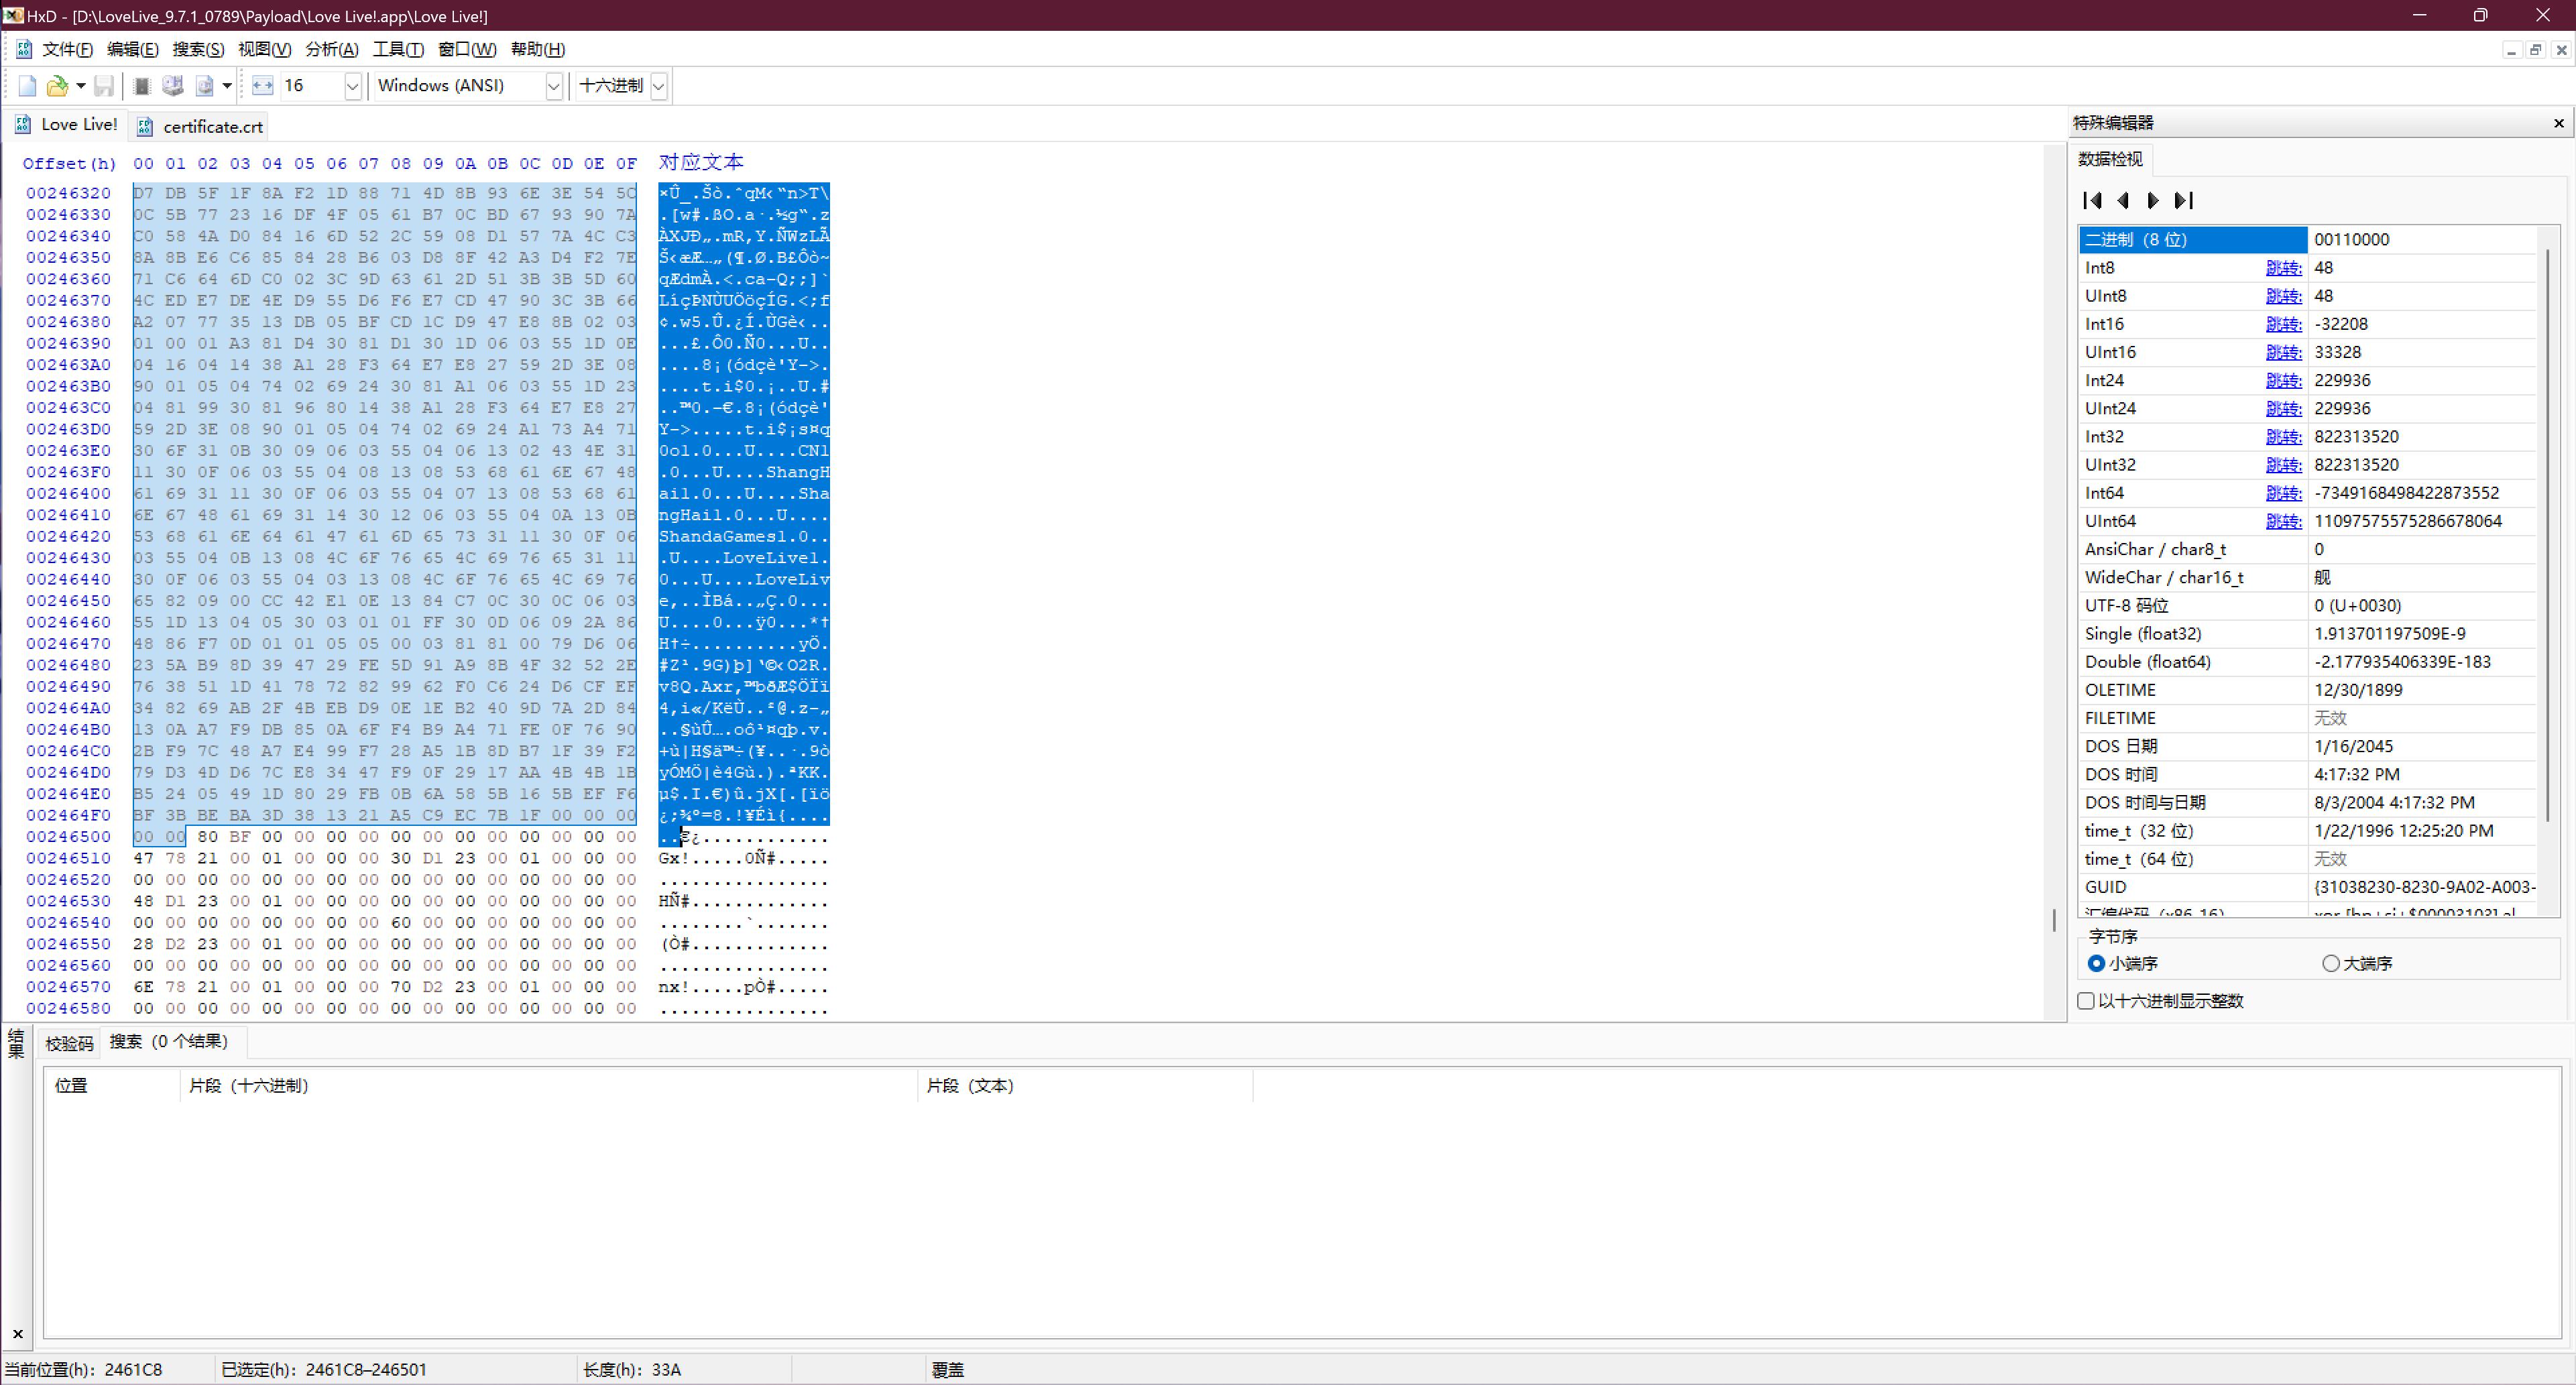 HxD - [D:\LoveLive_9.7.1_0789\Payload\Love Live!.app\Love Live!]
文件(F) 编辑(E) 搜索(S) 视图(V) 分析(A) 工具(T) 窗口(W) 帮助(H)
16 Windows (ANSI) 十六进制
Love Live! certificate.crt
Offset(h) 00 01 02 03 04 05 06 07 08 09 0A 0B 0C 0D 0E 0F 对应文本
00246320 D7 DB 5F 1F 8A F2 1D 88 71 4D 8B 93 6E 3E 54 5C ×Û_.Šò.ˆqM‹“n>T\
00246330 0C 5B 77 23 16 DF 4F 05 61 B7 0C BD 67 93 90 7A .[w#.ßO.a·.½g“.z
00246340 C0 58 4A D0 84 16 6D 52 2C 59 08 D1 57 7A 4C C3 ÀXJЄ.mR,Y.ÑWzLÃ
00246350 8A 8B E6 C6 85 84 28 B6 03 D8 8F 42 A3 D4 F2 7E Š‹æÆ…„(¶.Ø.B£Ôò~
00246360 71 C6 64 6D C0 02 3C 9D 63 61 2D 51 3B 3B 5D 60 qÆdmÀ.<.ca-Q;;]`
00246370 4C ED E7 DE 4E D9 55 D6 F6 E7 CD 47 90 3C 3B 66 LíçÞNÙUÖöçÍG.<;f
00246380 A2 07 77 35 13 DB 05 BF CD 1C D9 47 E8 8B 02 03 ¢.w5.Û.¿Í.ÙGè‹..
00246390 01 00 01 A3 81 D4 30 81 D1 30 1D 06 03 55 1D 0E ...£.Ô0.Ñ0...U..
002463A0 04 16 04 14 38 A1 28 F3 64 E7 E8 27 59 2D 3E 08 ....8¡(ódçè'Y->.
002463B0 90 01 05 04 74 02 69 24 30 81 A1 06 03 55 1D 23 ....t.i$0.¡..U.#
002463C0 04 81 99 30 81 96 80 14 38 A1 28 F3 64 E7 E8 27 ..™0.–€.8¡(ódçè'
002463D0 59 2D 3E 08 90 01 05 04 74 02 69 24 A1 73 A4 71 Y->.....t.i$¡s¤q
002463E0 30 6F 31 0B 30 09 06 03 55 04 06 13 02 43 4E 31 0o1.0...U....CN1
002463F0 11 30 0F 06 03 55 04 08 13 08 53 68 61 6E 67 48 .0...U....ShangH
00246400 61 69 31 11 30 0F 06 03 55 04 07 13 08 53 68 61 ai1.0...U....Sha
00246410 6E 67 48 61 69 31 14 30 12 06 03 55 04 0A 13 0B ngHai1.0...U....
00246420 53 68 61 6E 64 61 47 61 6D 65 73 31 11 30 0F 06 ShandaGames1.0..
00246430 03 55 04 0B 13 08 4C 6F 76 65 4C 69 76 65 31 11 .U....LoveLive1.
00246440 30 0F 06 03 55 04 03 13 08 4C 6F 76 65 4C 69 76 0...U....LoveLiv
00246450 65 82 09 00 CC 42 E1 0E 13 84 C7 0C 30 0C 06 03 e‚..ÌBá..„Ç.0...
00246460 55 1D 13 04 05 30 03 01 01 FF 30 0D 06 09 2A 86 U....0...ÿ0...*†
00246470 48 86 F7 0D 01 01 05 05 00 03 81 81 00 79 D6 06 H†÷..........yÖ.
00246480 23 5A B9 8D 39 47 29 FE 5D 91 A9 8B 4F 32 52 2E #Z¹.9G)þ]‘©‹O2R.
00246490 76 38 51 1D 41 78 72 82 99 62 F0 C6 24 D6 CF EF v8Q.Axr‚™bðÆ$ÖÏï
002464A0 34 82 69 AB 2F 4B EB D9 0E 1E B2 40 9D 7A 2D 84 4‚i«/KëÙ..²@.z-„
002464B0 13 0A A7 F9 DB 85 0A 6F F4 B9 A4 71 FE 0F 76 90 ..§ùÛ….oô¹¤qþ.v.
002464C0 2B F9 7C 48 A7 E4 99 F7 28 A5 1B 8D B7 1F 39 F2 +ù|H§ä™÷(¥..·.9ò
002464D0 79 D3 4D D6 7C E8 34 47 F9 0F 29 17 AA 4B 4B 1B yÓMÖ|è4Gù.).ªKK.
002464E0 B5 24 05 49 1D 80 29 FB 0B 6A 58 5B 16 5B EF F6 µ$.I.€)û.jX[.[ïö
002464F0 BF 3B BE BA 3D 38 13 21 A5 C9 EC 7B 1F 00 00 00 ¿;¾º=8.!¥Éì{....
00246500 00 00 80 BF 00 00 00 00 00 00 00 00 00 00 00 00 ..€¿............
00246510 47 78 21 00 01 00 00 00 30 D1 23 00 01 00 00 00 Gx!.....0Ñ#.....
00246520 00 00 00 00 00 00 00 00 00 00 00 00 00 00 00 00 ................
00246530 48 D1 23 00 01 00 00 00 00 00 00 00 00 00 00 00 HÑ#.............
00246540 00 00 00 00 00 00 00 00 60 00 00 00 00 00 00 00 ........`.......
00246550 28 D2 23 00 01 00 00 00 00 00 00 00 00 00 00 00 (Ò#.............
00246560 00 00 00 00 00 00 00 00 00 00 00 00 00 00 00 00 ................
00246570 6E 78 21 00 01 00 00 00 70 D2 23 00 01 00 00 00 nx!.....pÒ#.....
00246580 00 00 00 00 00 00 00 00 00 00 00 00 00 00 00 00 ................
特殊编辑器
数据检视
二进制 (8 位) 00110000
Int8 跳转: 48
UInt8 跳转: 48
Int16 跳转: -32208
UInt16 跳转: 33328
Int24 跳转: 229936
UInt24 跳转: 229936
Int32 跳转: 822313520
UInt32 跳转: 822313520
Int64 跳转: -7349168498422873552
UInt64 跳转: 11097575575286678064
AnsiChar / char8_t 0
WideChar / char16_t 舰
UTF-8 码位 0 (U+0030)
Single (float32) 1.913701197509E-9
Double (float64) -2.177935406339E-183
OLETIME 12/30/1899
FILETIME 无效
DOS 日期 1/16/2045
DOS 时间 4:17:32 PM
DOS 时间与日期 8/3/2004 4:17:32 PM
time_t (32 位) 1/22/1996 12:25:20 PM
time_t (64 位) 无效
GUID {31038230-8230-9A02-A003-
汇编代码 (x86-16) xor [bp+si+$00003103],al
字节序
小端序 大端序
以十六进制显示整数
结果
校验码 搜索 (0 个结果)
位置 片段 (十六进制) 片段 (文本)
当前位置(h): 2461C8 已选定(h): 2461C8-246501 长度(h): 33A 覆盖